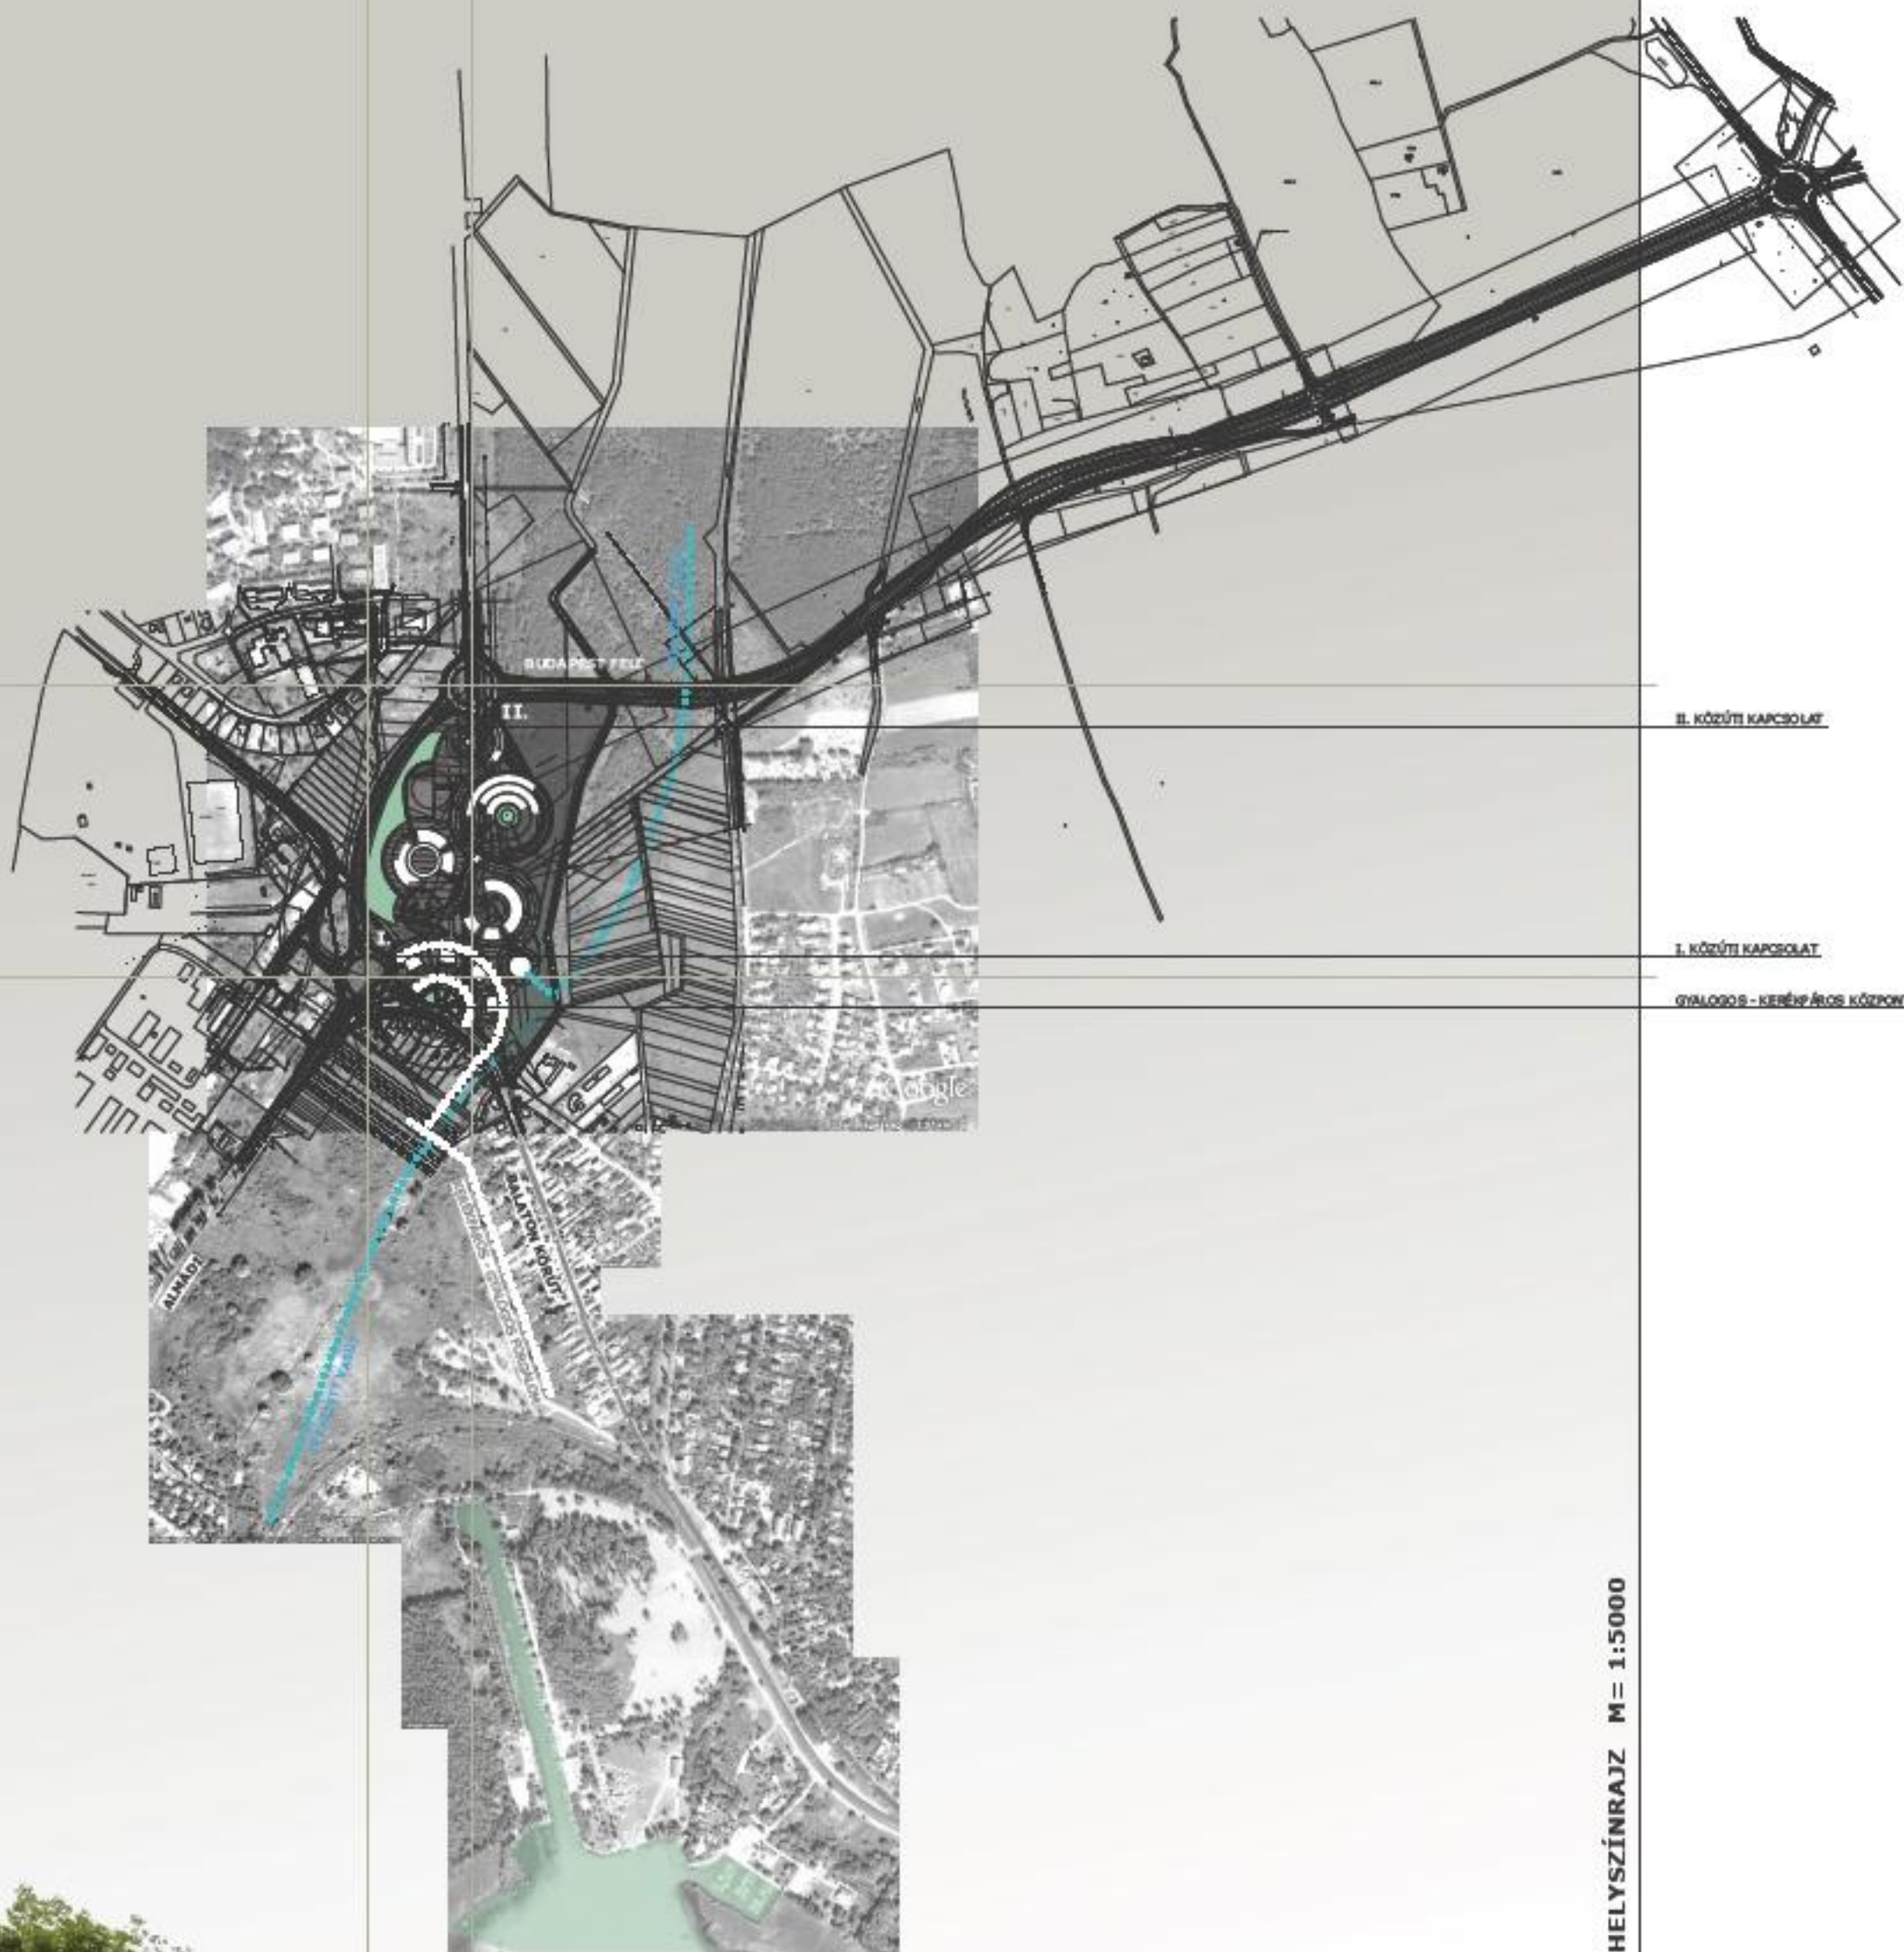 BUDAPEST FELÉ
II.
II. KÖZÚTI KAPCSOLAT
I.
I. KÖZÚTI KAPCSOLAT
GYALOGOS - KERÉKPÁROS KÖZPON
Google
BALATON KÖRÚT
ALMÁDI
HELYSZÍNRAJZ M= 1:5000